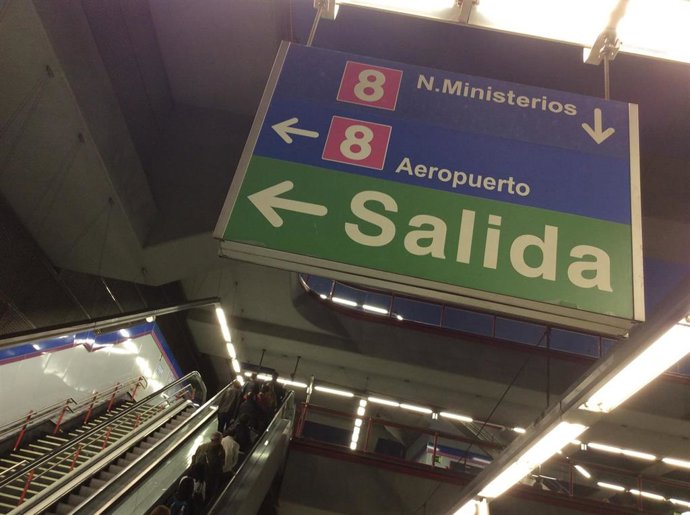 8 N.Ministerios
8 Aeropuerto
Salida